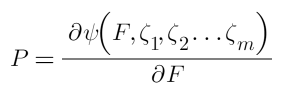 P = ∂ψ(F, ζ₁, ζ₂ … ζₘ) / ∂F